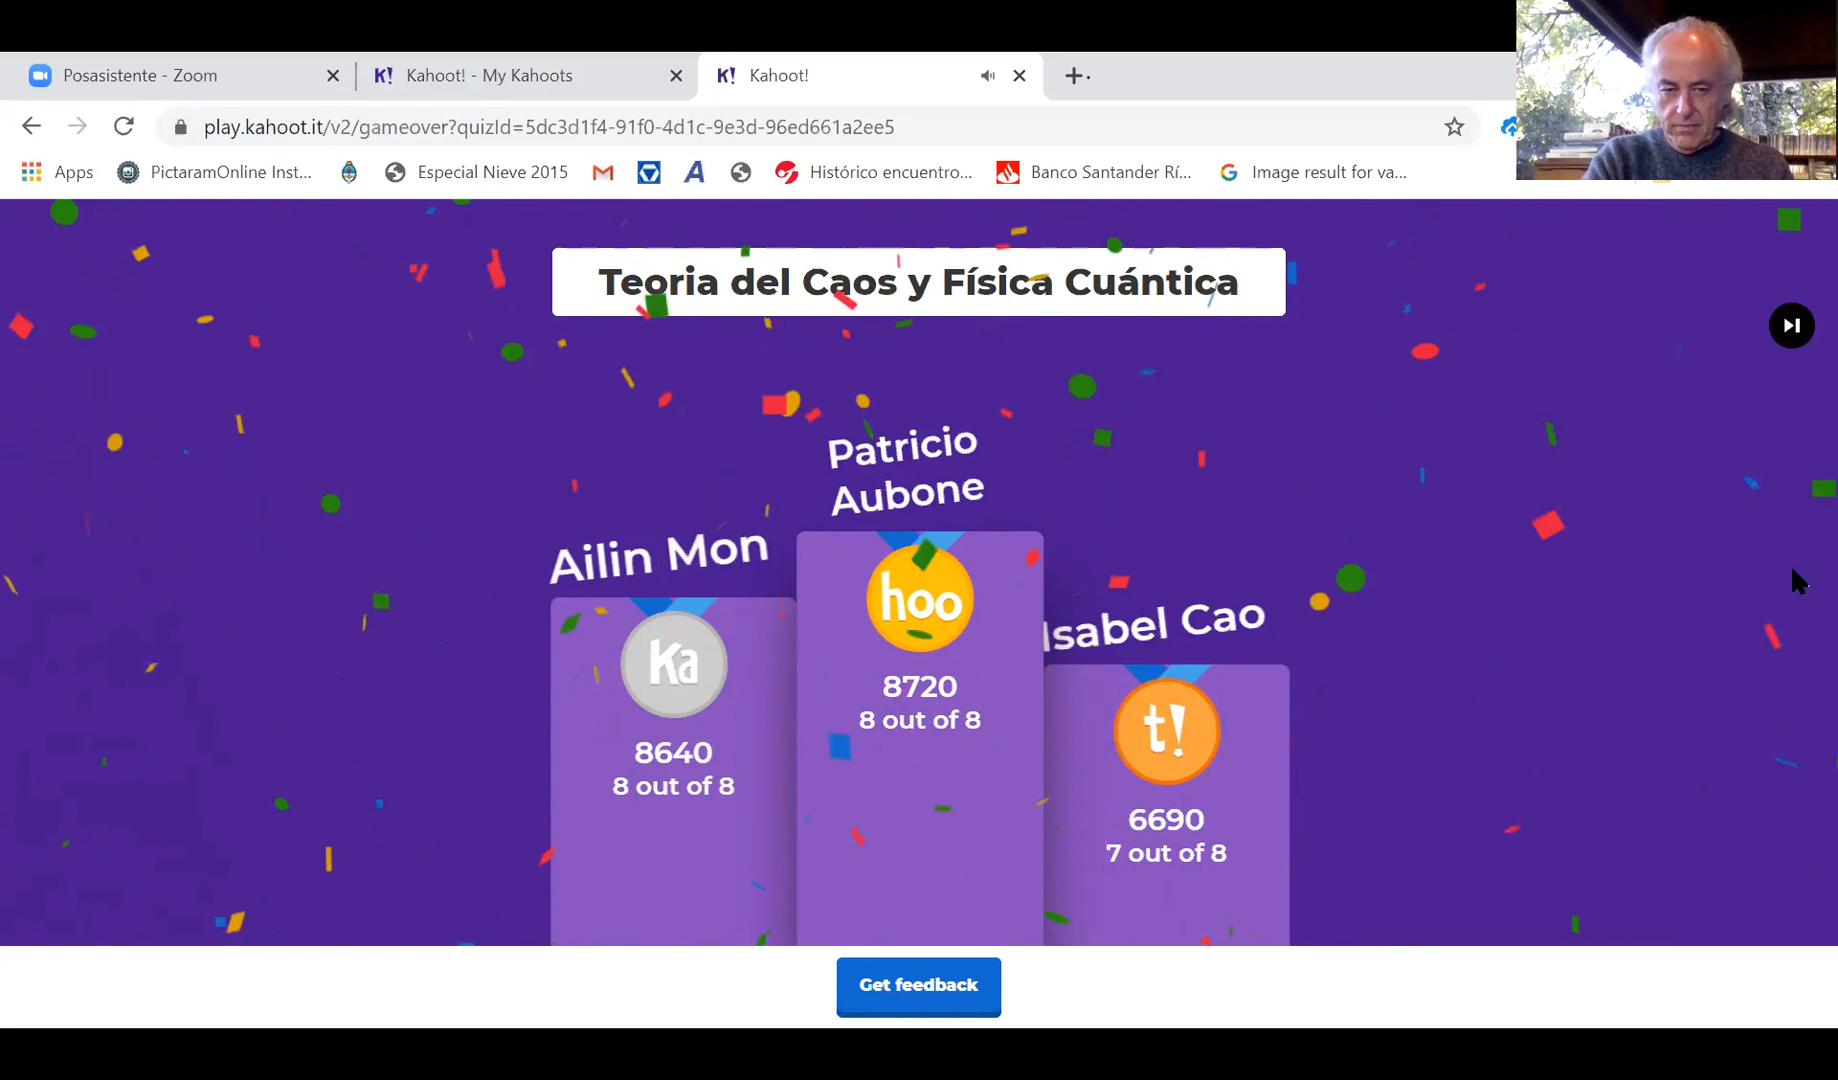 Posasistente - Zoom
K! Kahoot! - My Kahoots
K! Kahoot!
play.kahoot.it/v2/gameover?quizId=5dc3d1f4-91f0-4d1c-9e3d-96ed661a2ee5
Apps
PictaramOnline Inst...
Especial Nieve 2015
Histórico encuentro...
Banco Santander Rí...
Image result for va...
Teoria del Caos y Física Cuántica
Patricio
Aubone
hoo
8720
8 out of 8
Ailin Mon
Ka
8640
8 out of 8
Isabel Cao
t!
6690
7 out of 8
Get feedback